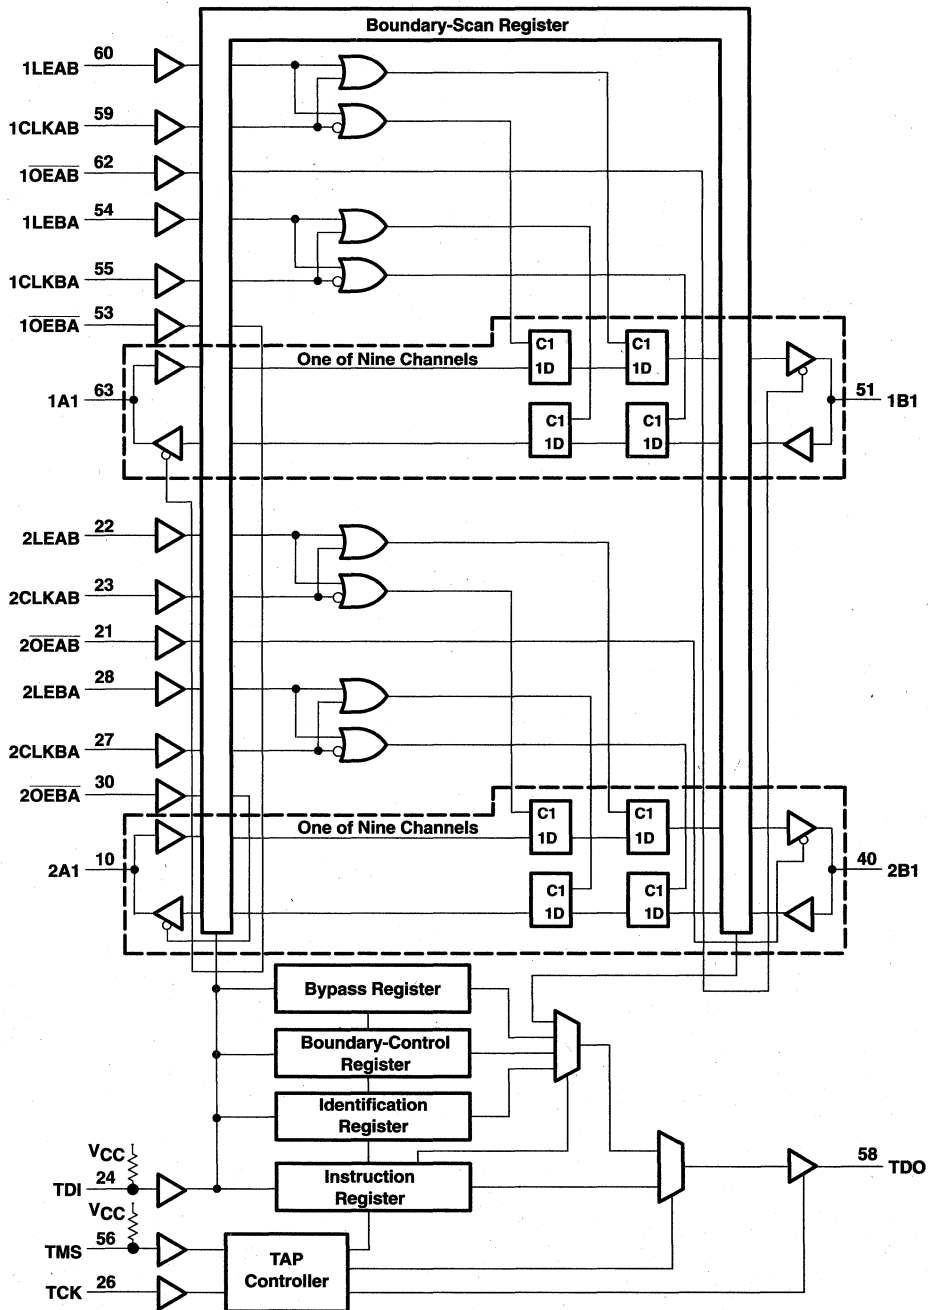 Boundary-Scan Register
1LEAB 60
1CLKAB 59
1O̅E̅A̅B̅ 62
1LEBA 54
1CLKBA 55
1O̅E̅B̅A̅ 53
One of Nine Channels
C1
1D
C1
1D
1A1 63
51 1B1
C1
1D
C1
1D
2LEAB 22
2CLKAB 23
2O̅E̅A̅B̅ 21
2LEBA 28
2CLKBA 27
2O̅E̅B̅A̅ 30
One of Nine Channels
C1
1D
C1
1D
2A1 10
40 2B1
C1
1D
C1
1D
Bypass Register
Boundary-Control
Register
Identification
Register
VCC
TDI 24
Instruction
Register
58 TDO
VCC
TMS 56
TAP
Controller
TCK 26